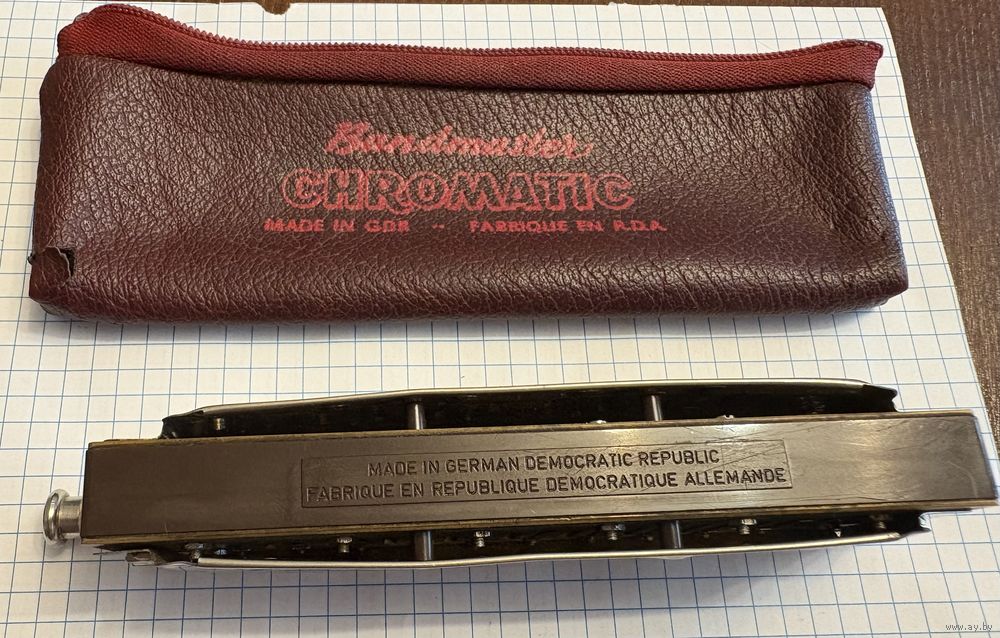 Bandmaster
CHROMATIC
MADE IN GDR - FABRIQUE EN R.D.A.
MADE IN GERMAN DEMOCRATIC REPUBLIC
FABRIQUE EN REPUBLIQUE DEMOCRATIQUE ALLEMANDE
www.ay.by